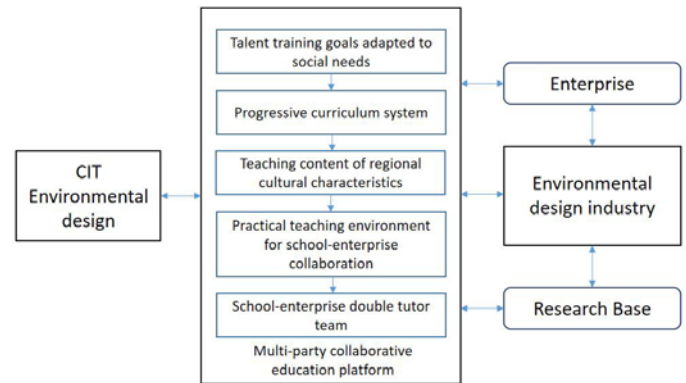 CIT
Environmental
design
Talent training goals adapted to
social needs
Progressive curriculum system
Teaching content of regional
cultural characteristics
Practical teaching environment
for school-enterprise
collaboration
School-enterprise double tutor
team
Multi-party collaborative
education platform
Enterprise
Environmental
design industry
Research Base